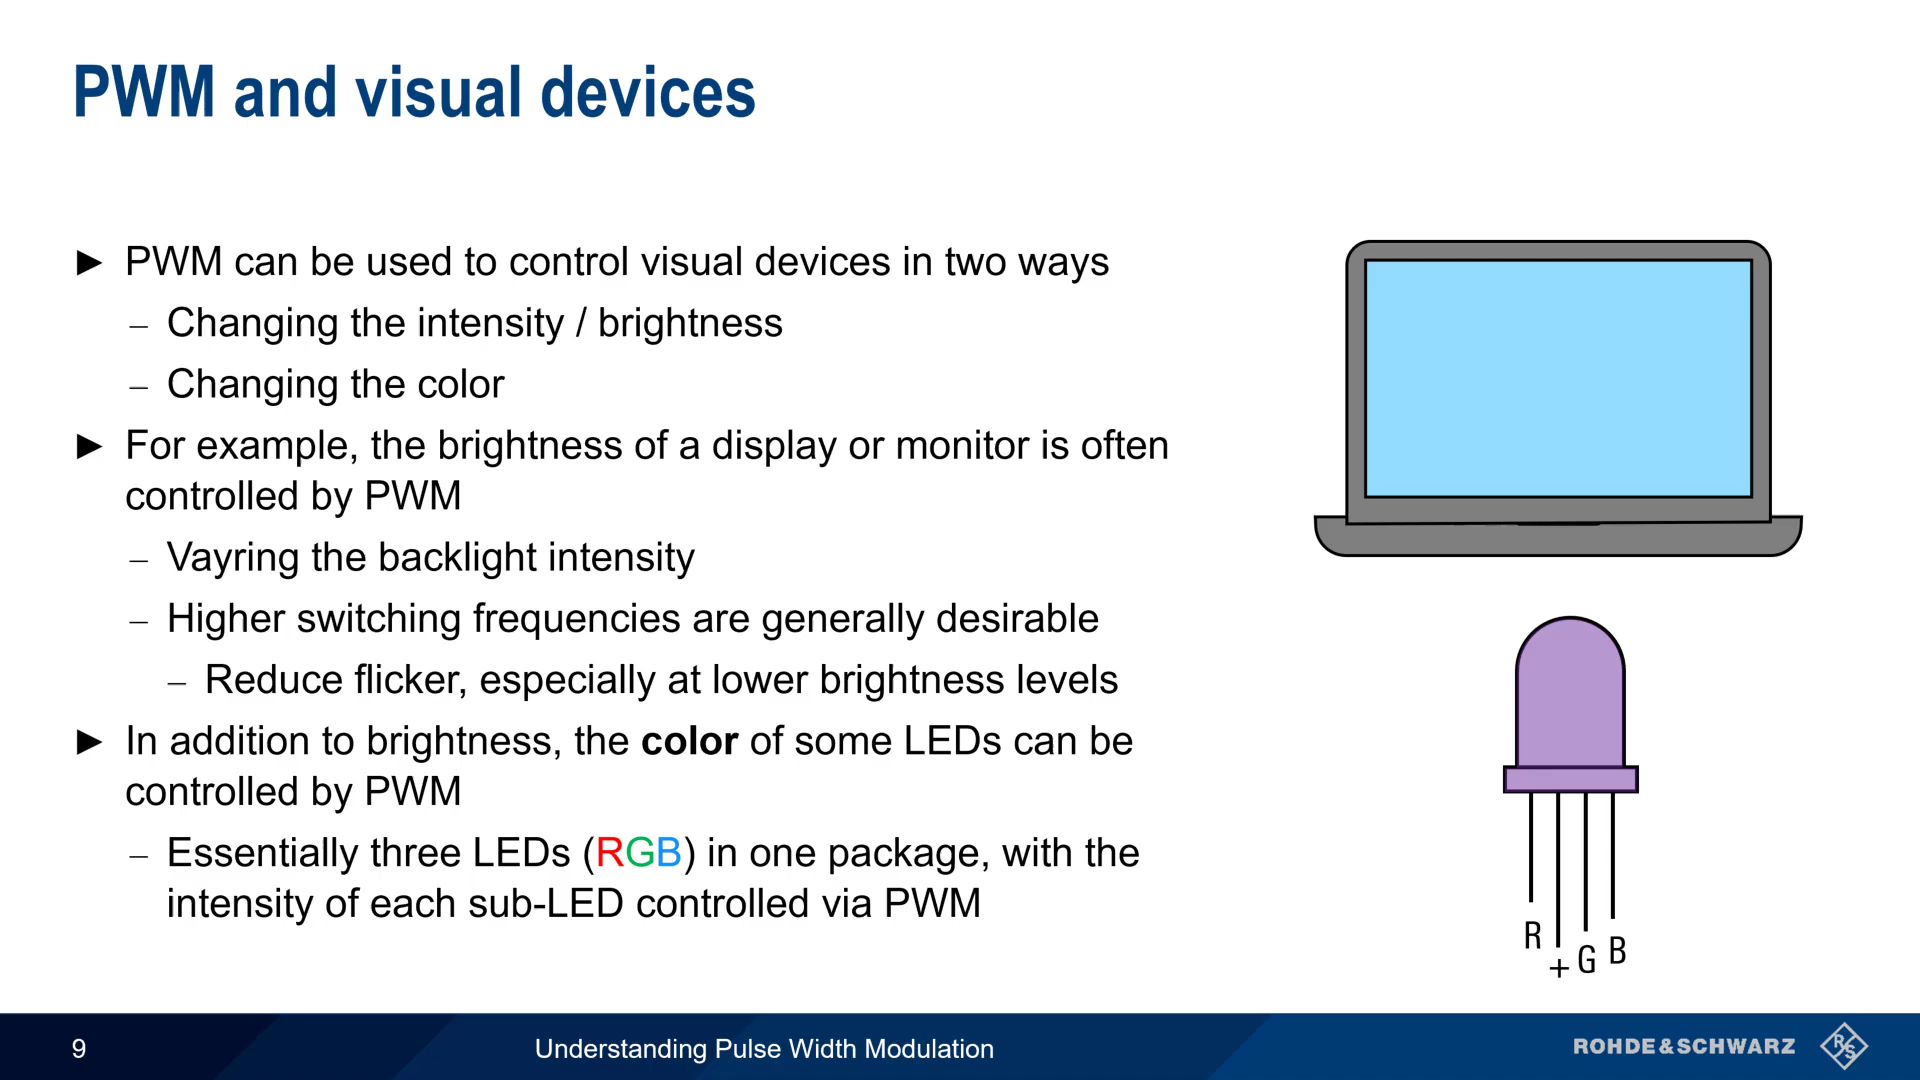 PWM and visual devices
► PWM can be used to control visual devices in two ways
– Changing the intensity / brightness
– Changing the color
► For example, the brightness of a display or monitor is often
controlled by PWM
– Vayring the backlight intensity
– Higher switching frequencies are generally desirable
– Reduce flicker, especially at lower brightness levels
► In addition to brightness, the color of some LEDs can be
controlled by PWM
– Essentially three LEDs (RGB) in one package, with the
intensity of each sub-LED controlled via PWM
R + G B
9
Understanding Pulse Width Modulation
ROHDE&SCHWARZ
R&S